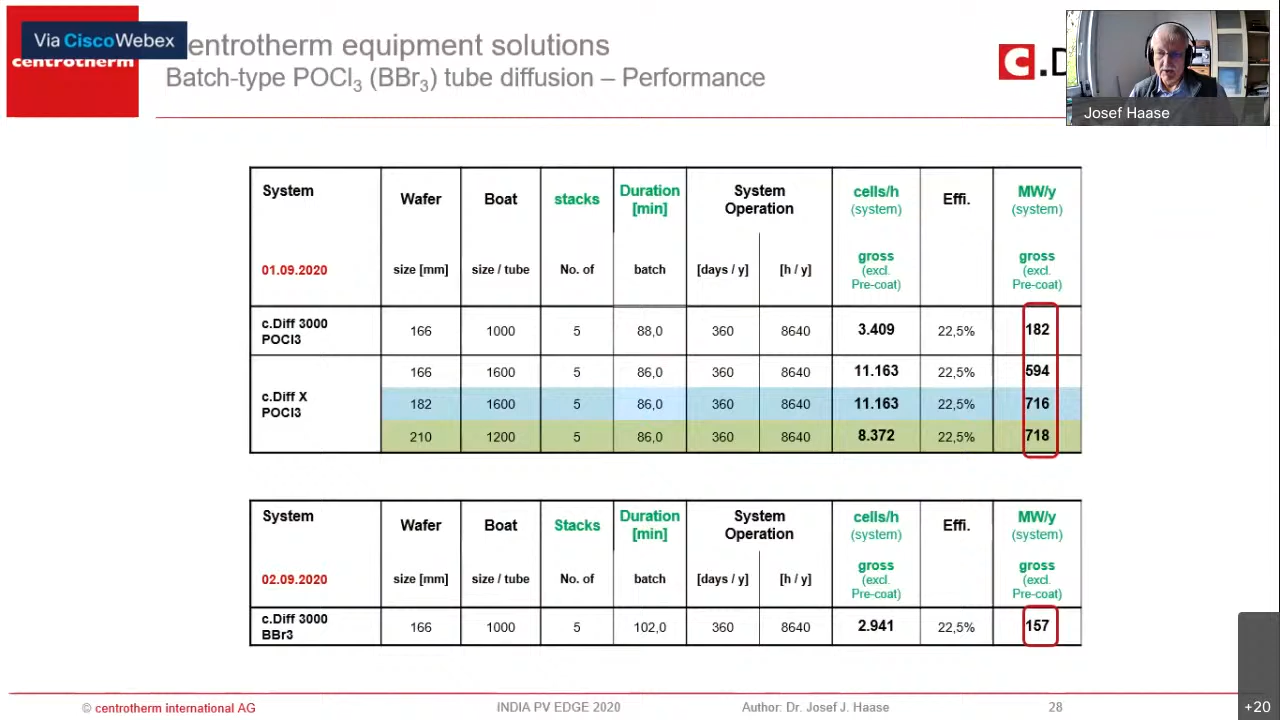 Via Cisco Webex
centrotherm
entrotherm equipment solutions
Batch-type POCl3 (BBr3) tube diffusion – Performance
c.D
Josef Haase
System Wafer Boat stacks Duration [min] System Operation cells/h (system) Effi. MW/y (system)
01.09.2020 size [mm] size / tube No. of batch [days / y] [h / y] gross (excl. Pre-coat) gross (excl. Pre-coat)
c.Diff 3000 POCl3 166 1000 5 88,0 360 8640 3.409 22,5% 182
c.Diff X POCl3 166 1600 5 86,0 360 8640 11.163 22,5% 594
182 1600 5 86,0 360 8640 11.163 22,5% 716
210 1200 5 86,0 360 8640 8.372 22,5% 718
System Wafer Boat Stacks Duration [min] System Operation cells/h (system) Effi. MW/y (system)
02.09.2020 size [mm] size / tube No. of batch [days / y] [h / y] gross (excl. Pre-coat) gross (excl. Pre-coat)
c.Diff 3000 BBr3 166 1000 5 102,0 360 8640 2.941 22,5% 157
© centrotherm international AG INDIA PV EDGE 2020 Author: Dr. Josef J. Haase 28
+20